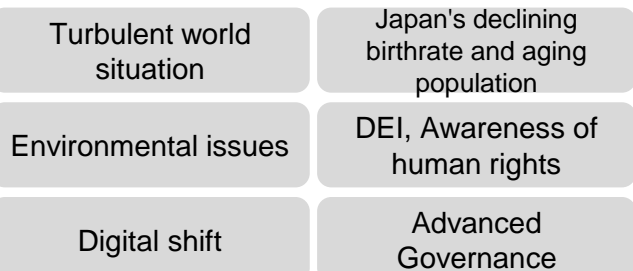 Turbulent world
situation
Japan's declining
birthrate and aging
population
Environmental issues
DEI, Awareness of
human rights
Digital shift
Advanced
Governance